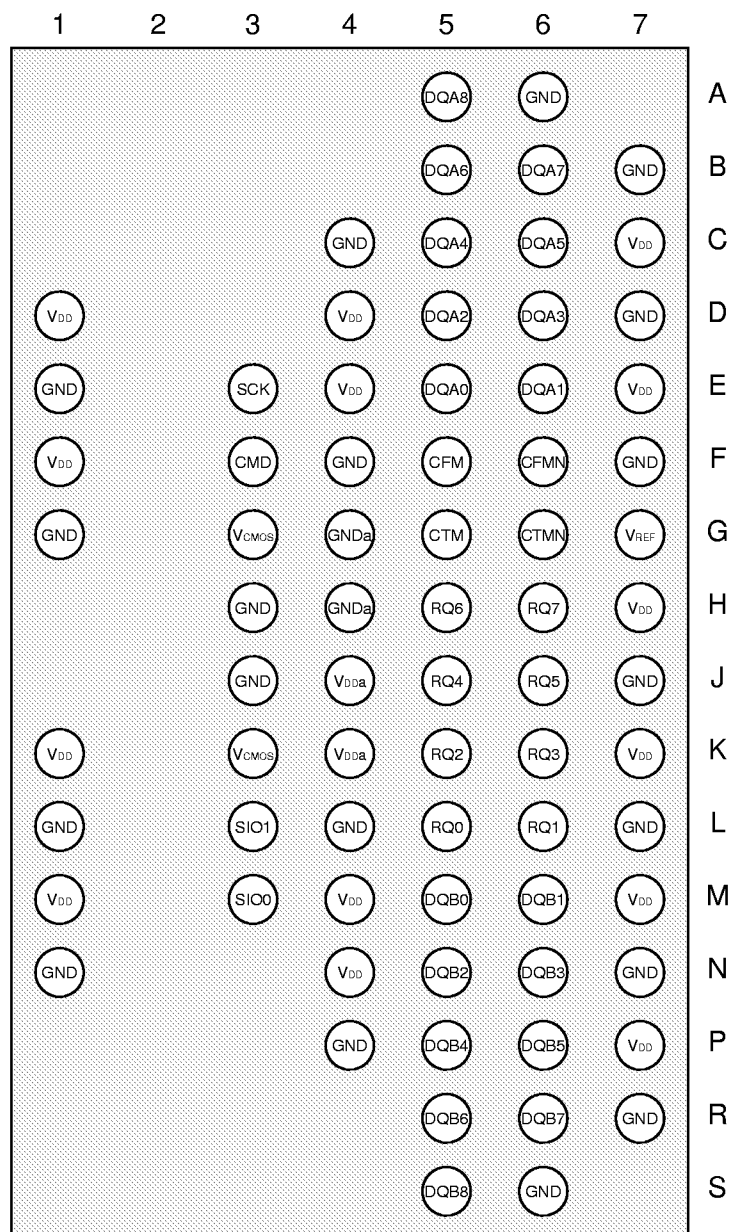 1 2 3 4 5 6 7
DQA8 GND A
DQA6 DQA7 GND B
GND DQA4 DQA5 VDD C
VDD VDD DQA2 DQA3 GND D
GND SCK VDD DQA0 DQA1 VDD E
VDD CMD GND CFM CFMN GND F
GND VCMOS GNDa CTM CTMN VREF G
GND GNDa RQ6 RQ7 VDD H
GND VDDa RQ4 RQ5 GND J
VDD VCMOS VDDa RQ2 RQ3 VDD K
GND SIO1 GND RQ0 RQ1 GND L
VDD SIO0 VDD DQB0 DQB1 VDD M
GND VDD DQB2 DQB3 GND N
GND DQB4 DQB5 VDD P
DQB6 DQB7 GND R
DQB8 GND S